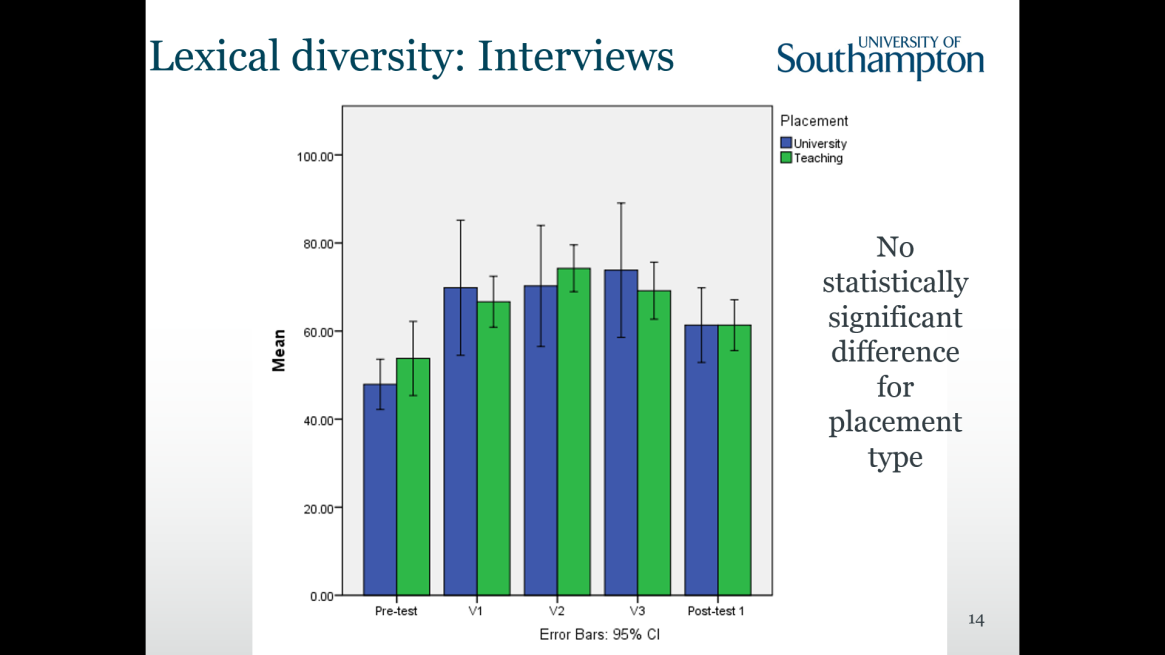 Lexical diversity: Interviews
UNIVERSITY OF
Southampton
Placement
University
Teaching
100.00
80.00
60.00
40.00
20.00
0.00
Mean
Pre-test V1 V2 V3 Post-test 1
Error Bars: 95% CI
No
statistically
significant
difference
for
placement
type
14